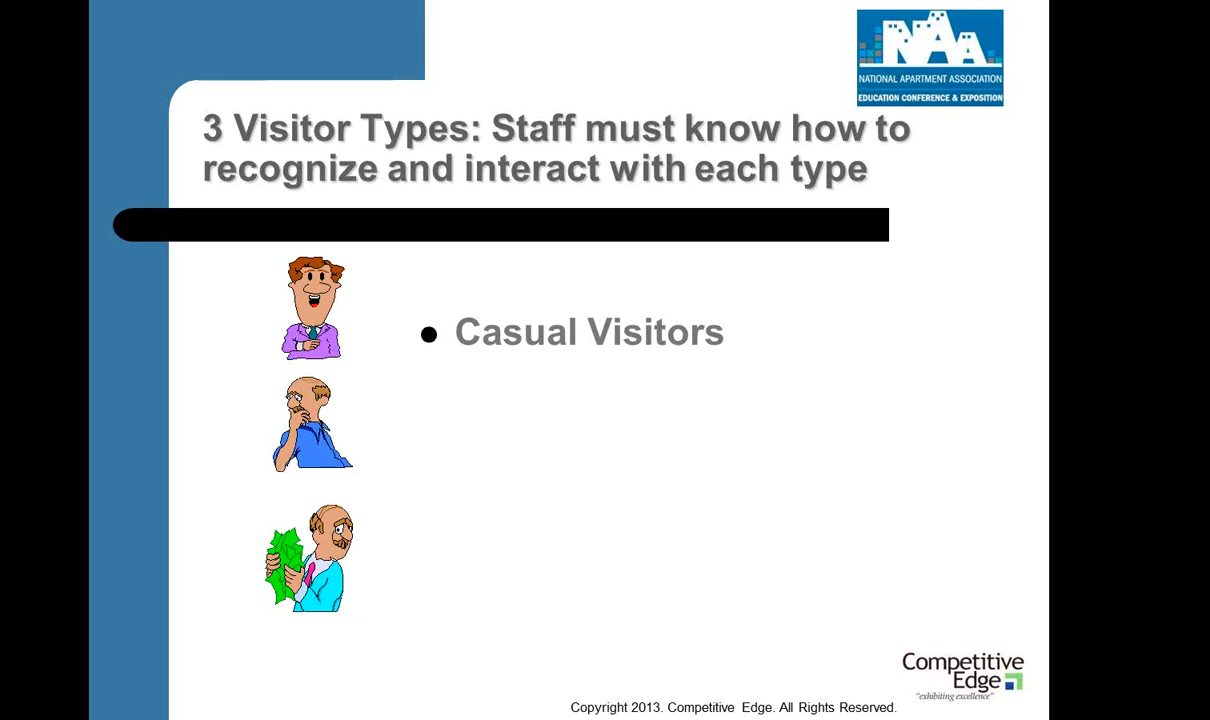 NAA
NATIONAL APARTMENT ASSOCIATION
EDUCATION CONFERENCE & EXPOSITION
3 Visitor Types: Staff must know how to
recognize and interact with each type
Casual Visitors
Competitive
Edge
"exhibiting excellence"
Copyright 2013. Competitive Edge. All Rights Reserved.